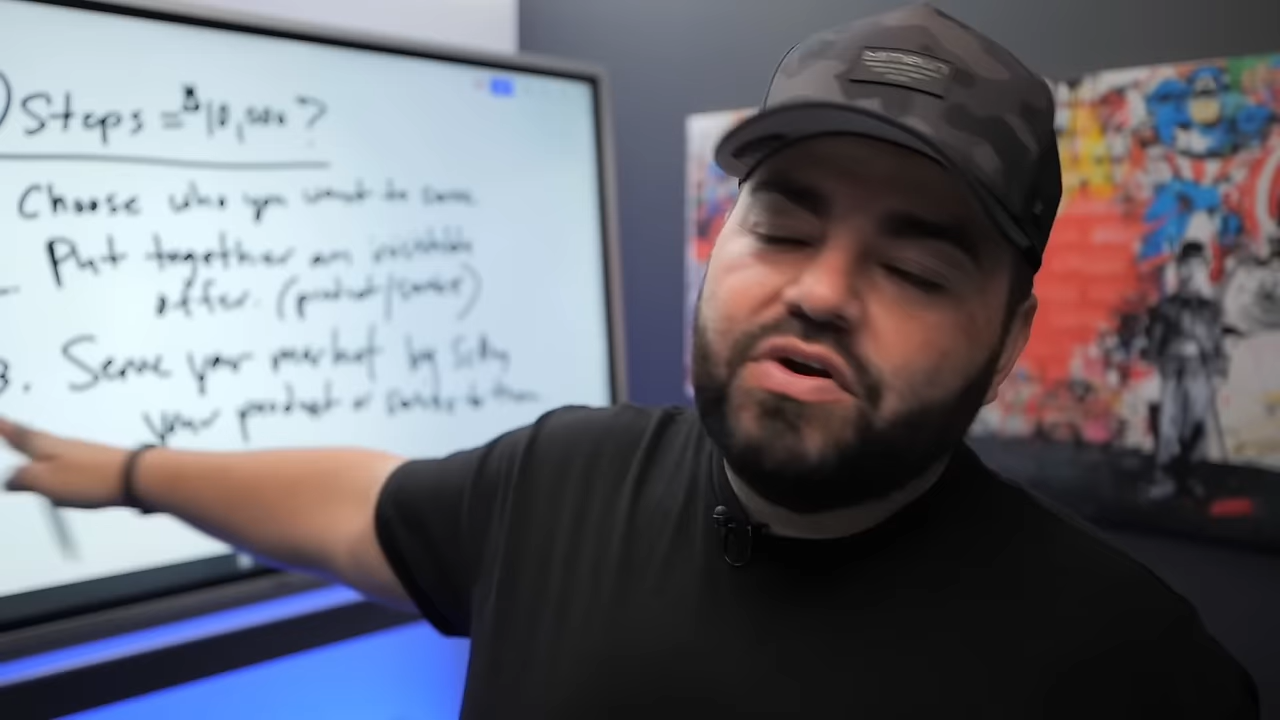 ) Steps = $10,000 ?
Choose who you want to serve
Put together an irresistible
offer. (product/service)
3. Serve your market by selling
your product or service to them